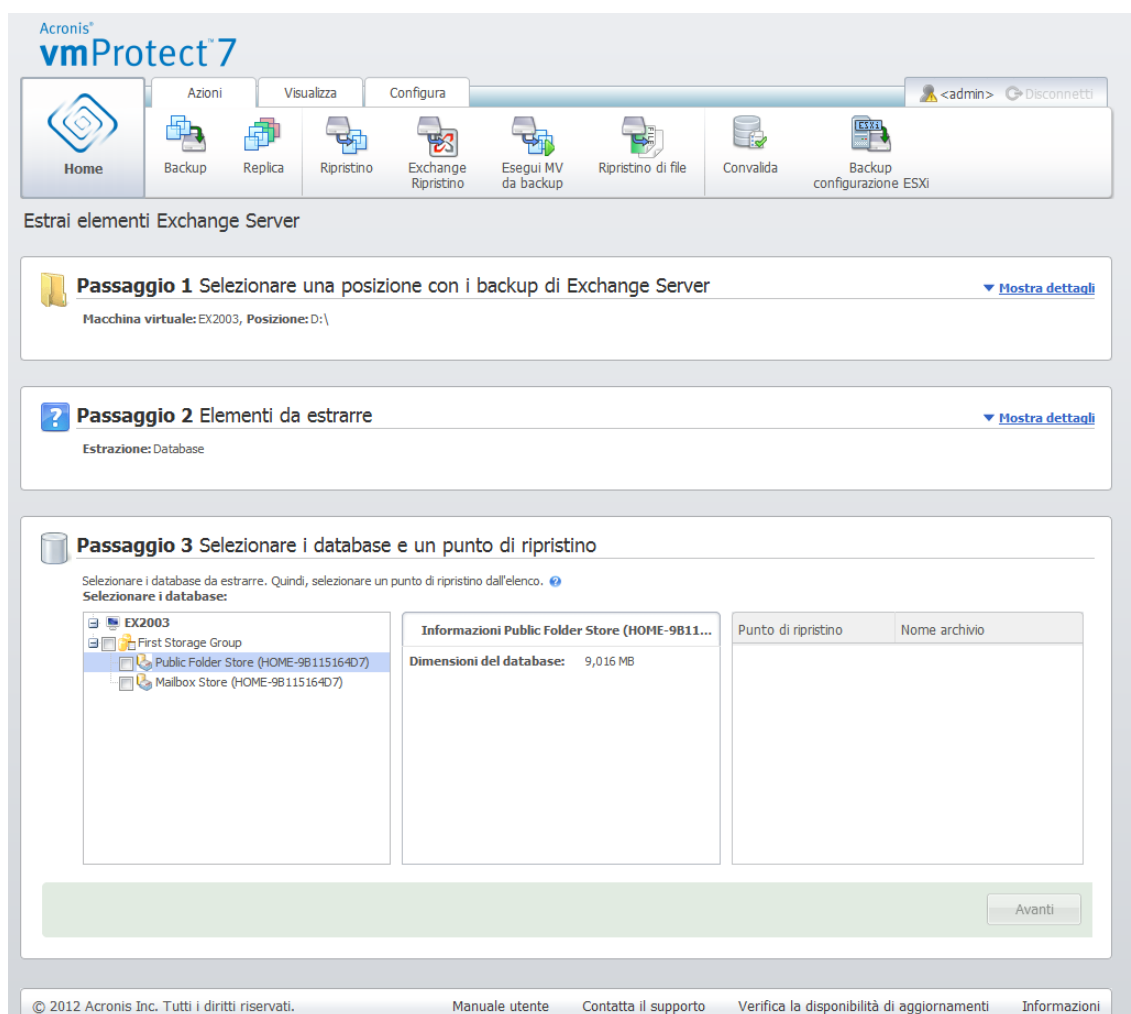 Acronis®
vmProtect™7
Azioni
Visualizza
Configura
<admin>
Disconnetti
Home
Backup
Replica
Ripristino
Exchange
Ripristino
Esegui MV
da backup
Ripristino di file
Convalida
Backup
configurazione ESXi
Estrai elementi Exchange Server
Passaggio 1 Selezionare una posizione con i backup di Exchange Server
Mostra dettagli
Macchina virtuale: EX2003, Posizione: D:\
Passaggio 2 Elementi da estrarre
Mostra dettagli
Estrazione: Database
Passaggio 3 Selezionare i database e un punto di ripristino
Selezionare i database da estrarre. Quindi, selezionare un punto di ripristino dall'elenco.
Selezionare i database:
EX2003
First Storage Group
Public Folder Store (HOME-9B115164D7)
Mailbox Store (HOME-9B115164D7)
Informazioni Public Folder Store (HOME-9B11...
Dimensioni del database: 9,016 MB
Punto di ripristino
Nome archivio
Avanti
© 2012 Acronis Inc. Tutti i diritti riservati.
Manuale utente
Contatta il supporto
Verifica la disponibilità di aggiornamenti
Informazioni